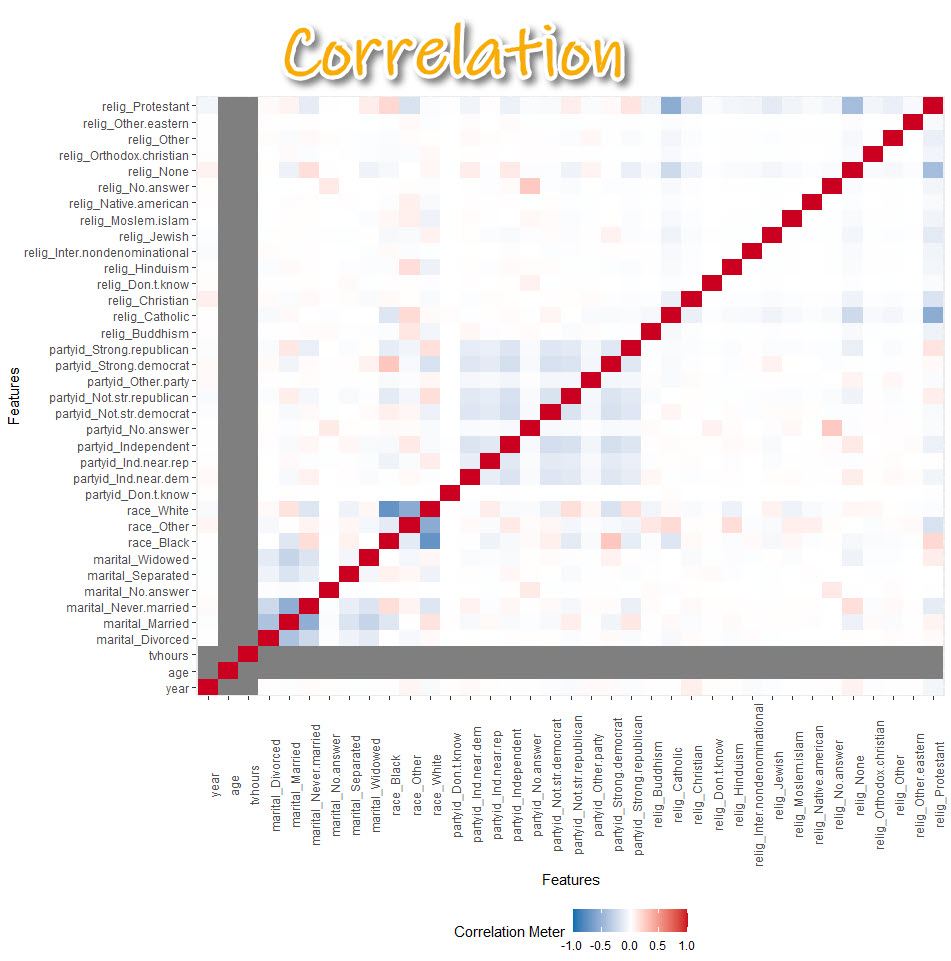 Correlation
relig_Protestant
relig_Other.eastern
relig_Other
relig_Orthodox.christian
relig_None
relig_No.answer
relig_Native.american
relig_Moslem.islam
relig_Jewish
relig_Inter.nondenominational
relig_Hinduism
relig_Don.t.know
relig_Christian
relig_Catholic
relig_Buddhism
partyid_Strong.republican
partyid_Strong.democrat
partyid_Other.party
partyid_Not.str.republican
partyid_Not.str.democrat
partyid_No.answer
partyid_Independent
partyid_Ind.near.rep
partyid_Ind.near.dem
partyid_Don.t.know
race_White
race_Other
race_Black
marital_Widowed
marital_Separated
marital_No.answer
marital_Never.married
marital_Married
marital_Divorced
tvhours
age
year
Features
year
age
tvhours
marital_Divorced
marital_Married
marital_Never.married
marital_No.answer
marital_Separated
marital_Widowed
race_Black
race_Other
race_White
partyid_Don.t.know
partyid_Ind.near.dem
partyid_Ind.near.rep
partyid_Independent
partyid_No.answer
partyid_Not.str.democrat
partyid_Not.str.republican
partyid_Other.party
partyid_Strong.democrat
partyid_Strong.republican
relig_Buddhism
relig_Catholic
relig_Christian
relig_Don.t.know
relig_Hinduism
relig_Inter.nondenominational
relig_Jewish
relig_Moslem.islam
relig_Native.american
relig_No.answer
relig_None
relig_Orthodox.christian
relig_Other
relig_Other.eastern
relig_Protestant
Features
Correlation Meter
-1.0 -0.5 0.0 0.5 1.0